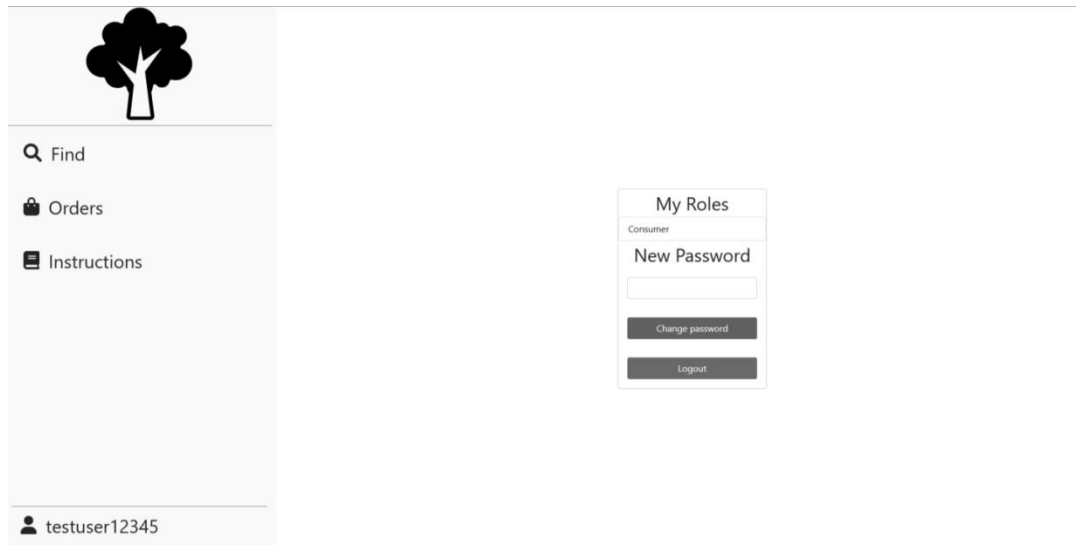 Find
Orders
Instructions
testuser12345
My Roles
Consumer
New Password
Change password
Logout